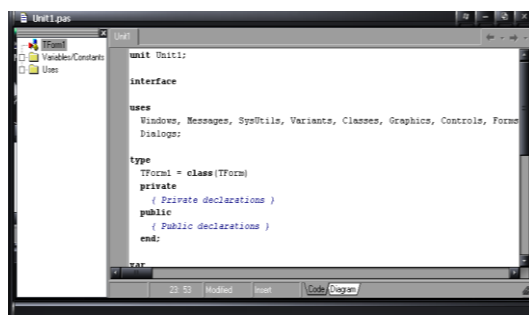 Unit1.pas
TForm1
Variables/Constants
Uses
Unit1
unit Unit1;
interface
uses
Windows, Messages, SysUtils, Variants, Classes, Graphics, Controls, Forms
Dialogs;
type
TForm1 = class(TForm)
private
{ Private declarations }
public
{ Public declarations }
end;
var
23: 53 Modified Insert Code Diagram